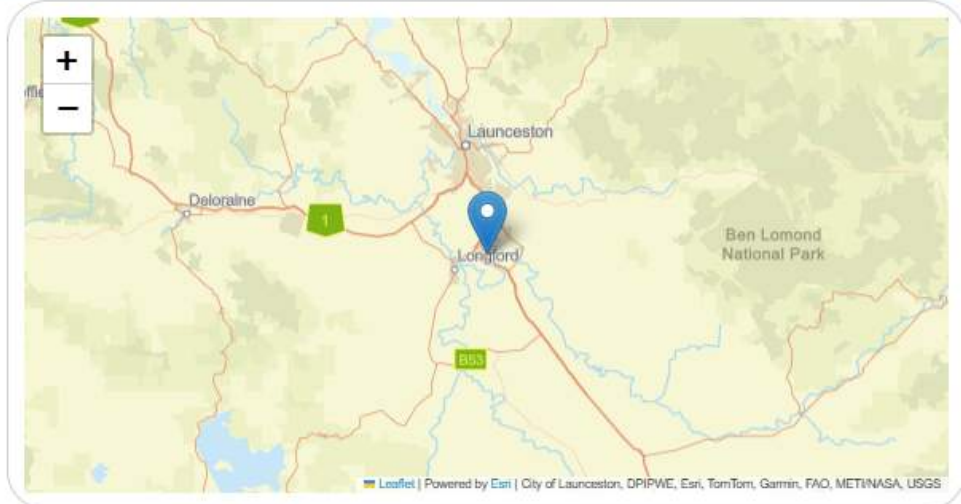 +
−
Launceston
Deloraine
1
Longford
Ben Lomond
National Park
B53
Leaflet | Powered by Esri | City of Launceston, DPIPWE, Esri, TomTom, Garmin, FAO, METI/NASA, USGS